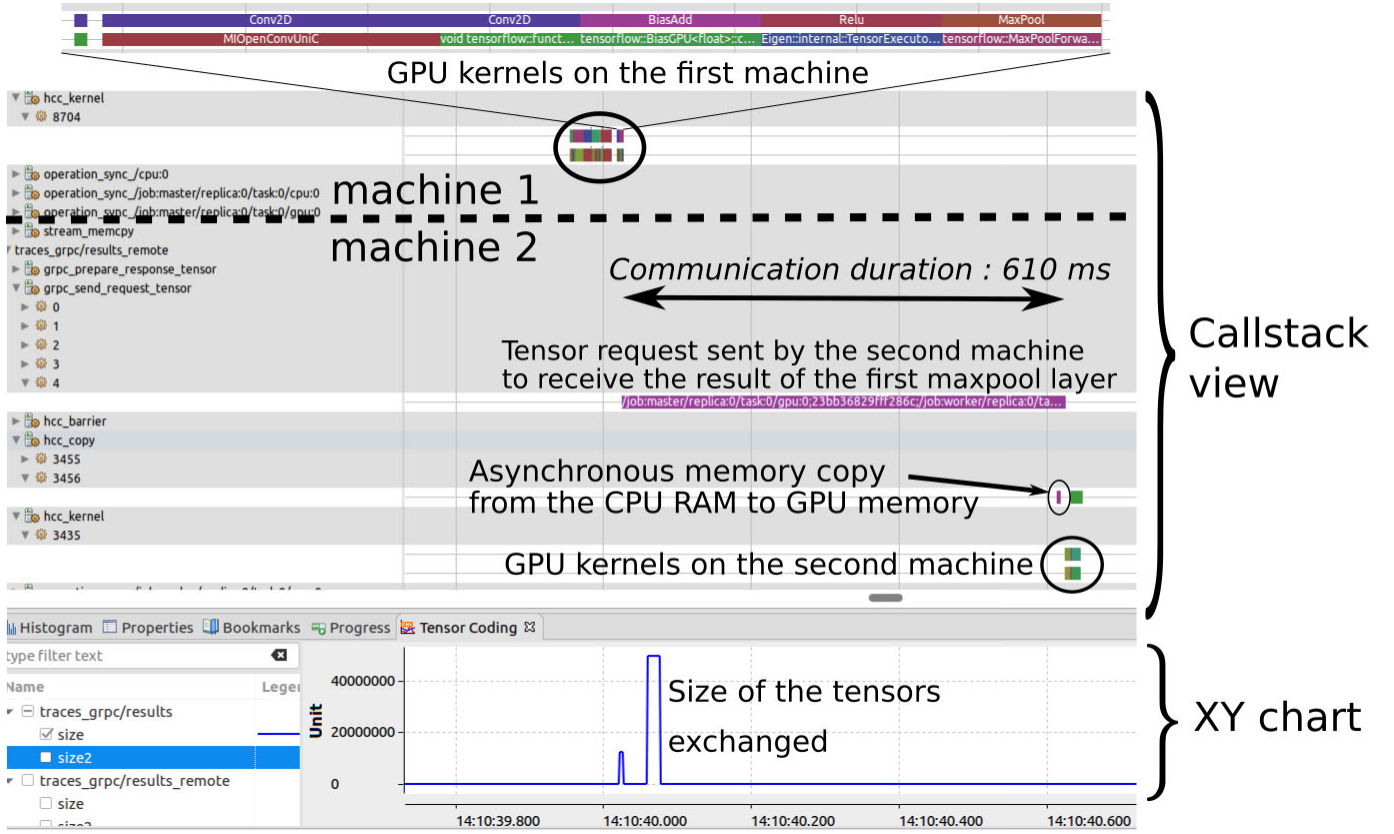 Conv2D Conv2D BiasAdd Relu MaxPool
MIOpenConvUniC void tensorflow::funct... tensorflow::BiasGPU<float>::c... Eigen::internal::TensorExecuto... tensorflow::MaxPoolForwa...
GPU kernels on the first machine
hcc_kernel
8704
operation_sync_/cpu:0
operation_sync_/job:master/replica:0/task:0/cpu:0
machine 1
operation_sync_/job:master/replica:0/task:0/gpu:0
stream_memcpy
machine 2
traces_grpc/results_remote
grpc_prepare_response_tensor
Communication duration : 610 ms
grpc_send_request_tensor
0
1
2
3
4
Tensor request sent by the second machine
to receive the result of the first maxpool layer
/job:master/replica:0/task:0/gpu:0;23bb36829fff286c;/job:worker/replica:0/ta...
Callstack
view
hcc_barrier
hcc_copy
3455
3456
Asynchronous memory copy
from the CPU RAM to GPU memory
hcc_kernel
3435
GPU kernels on the second machine
Histogram Properties Bookmarks Progress Tensor Coding
type filter text
Name Legen
traces_grpc/results
size
size2
traces_grpc/results_remote
size
size2
Unit
40000000
20000000
0
Size of the tensors
exchanged
XY chart
14:10:39.800 14:10:40.000 14:10:40.200 14:10:40.400 14:10:40.600